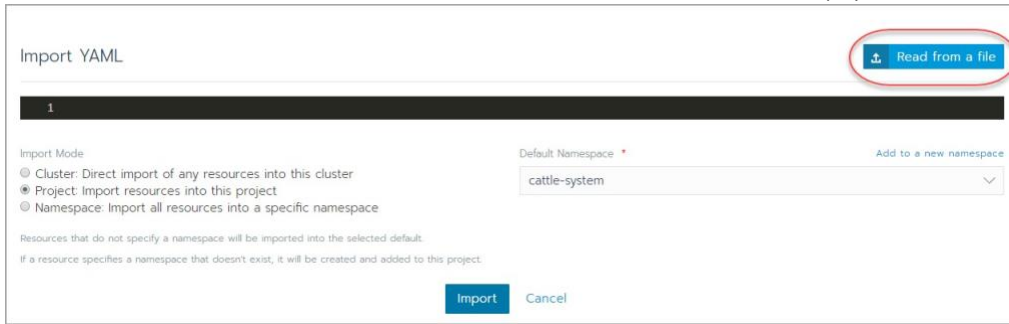 Import YAML
Read from a file
1
Import Mode
Default Namespace *
Add to a new namespace
Cluster: Direct import of any resources into this cluster
cattle-system
Project: Import resources into this project
Namespace: Import all resources into a specific namespace
Resources that do not specify a namespace will be imported into the selected default.
If a resource specifies a namespace that doesn't exist, it will be created and added to this project.
Import
Cancel